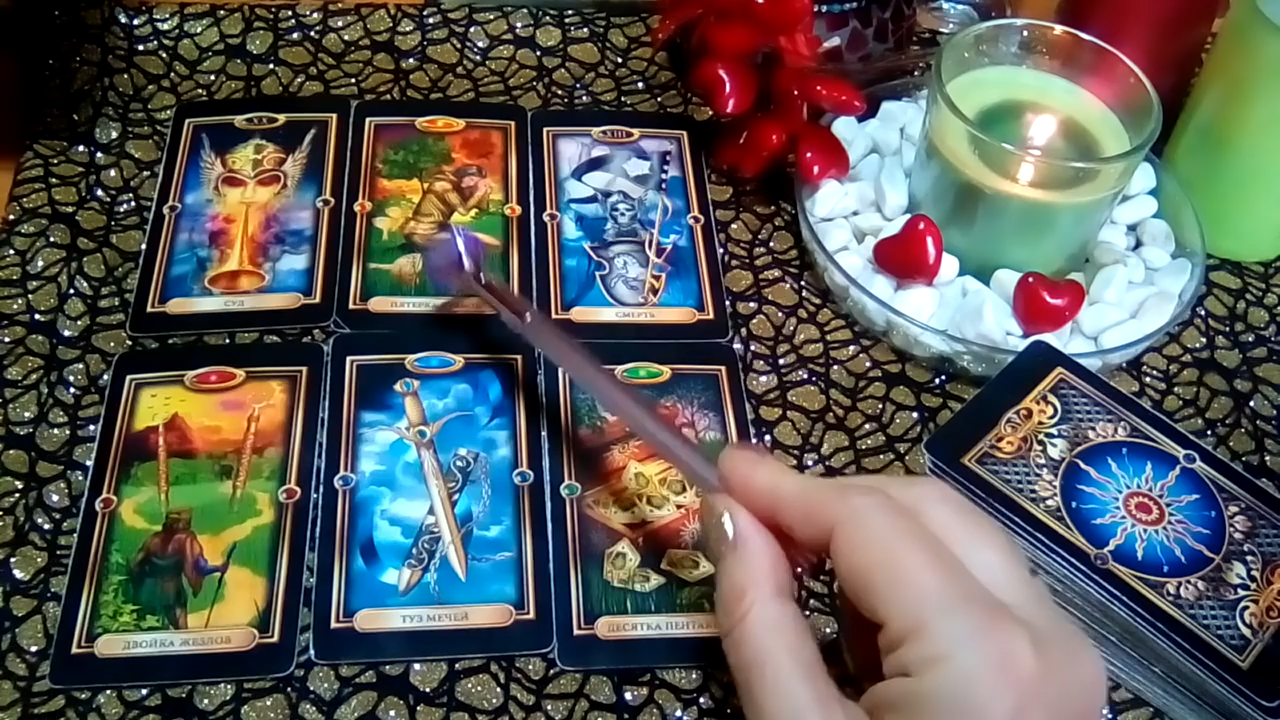 XX
СУД
ПЯТЕРКА
XIII
СМЕРТЬ
ДВОЙКА ЖЕЗЛОВ
ТУЗ МЕЧЕЙ
ДЕСЯТКА